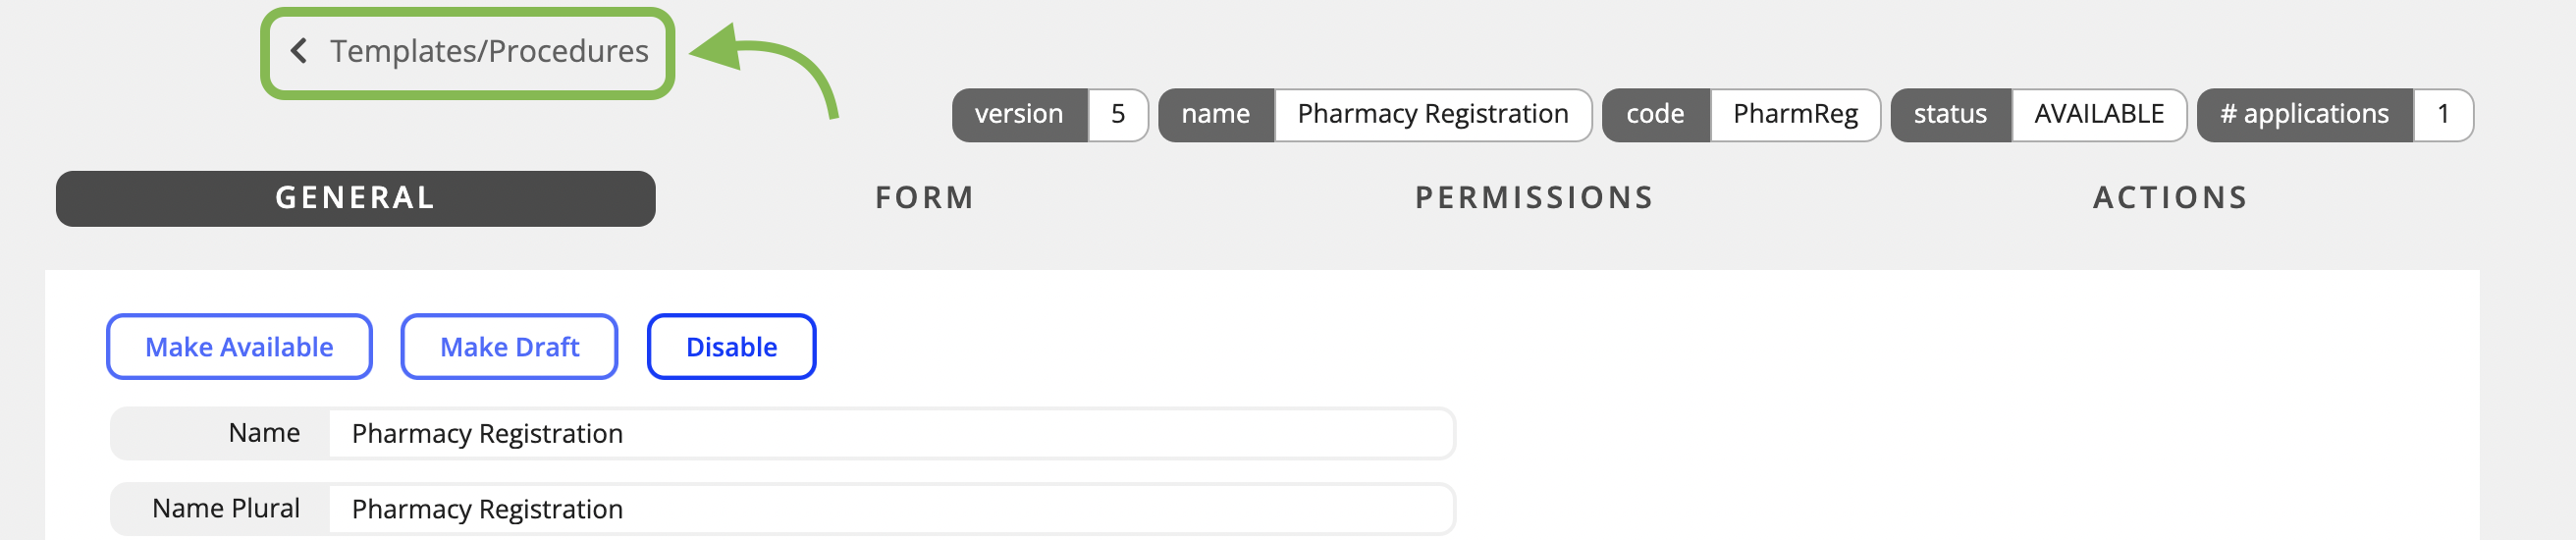 Templates/Procedures
version 5 name Pharmacy Registration code PharmReg status AVAILABLE # applications 1
GENERAL FORM PERMISSIONS ACTIONS
Make Available Make Draft Disable
Name Pharmacy Registration
Name Plural Pharmacy Registration